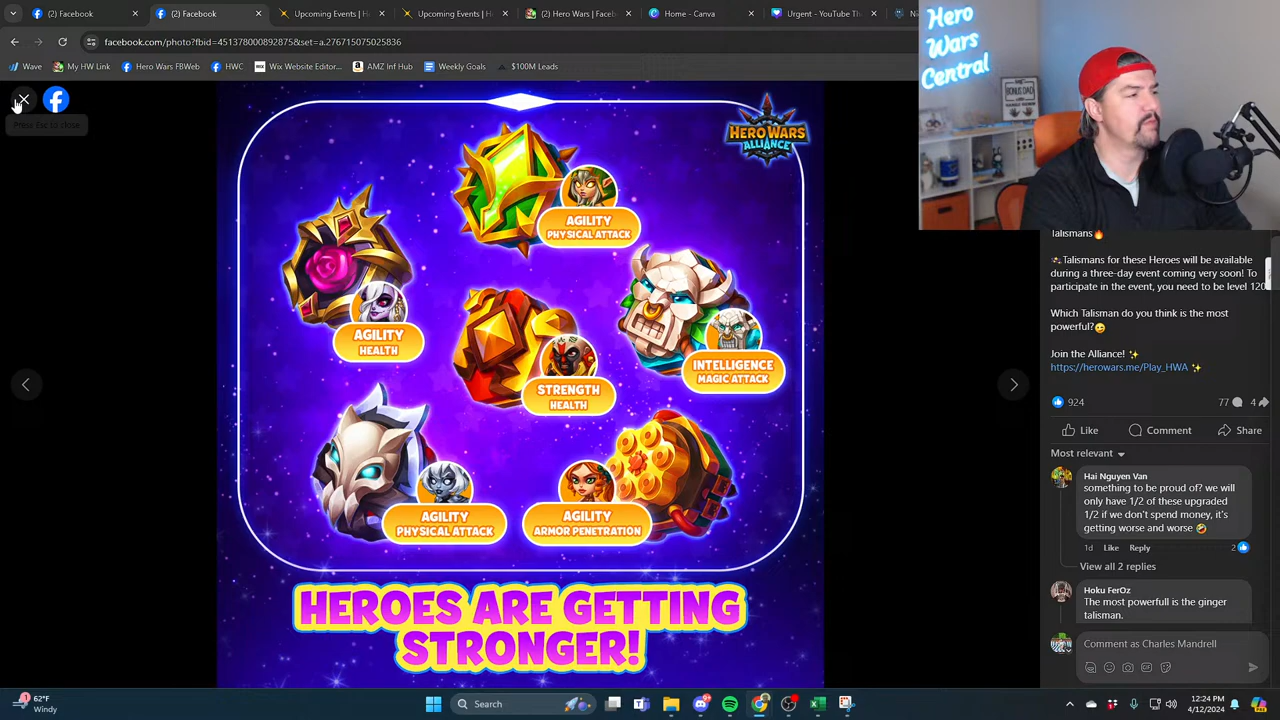 (2) Facebook
(2) Facebook
Upcoming Events | H
Upcoming Events | H
(2) Hero Wars | Faceb
Home - Canva
Urgent - YouTube Th
facebook.com/photo?fbid=451378000892875&set=a.276715075025836
Wave
My HW Link
Hero Wars FBWeb
HWC
WIX
Wix Website Editor...
AMZ Inf Hub
Weekly Goals
$100M Leads
Press Esc to close
Hero
Wars
Central
BONUS DAD
HERO WARS
ALLIANCE
AGILITY
PHYSICAL ATTACK
AGILITY
HEALTH
INTELLIGENCE
MAGIC ATTACK
STRENGTH
HEALTH
AGILITY
PHYSICAL ATTACK
AGILITY
ARMOR PENETRATION
HEROES ARE GETTING
STRONGER!
Talismans🔥
Talismans for these Heroes will be available
during a three-day event coming very soon! To
participate in the event, you need to be level 120
Which Talisman do you think is the most
powerful?
Join the Alliance! ✨
https://herowars.me/Play_HWA ✨
924
77
4
Like
Comment
Share
Most relevant
Hai Nguyen Van
something to be proud of? we will
only have 1/2 of these upgraded
1/2 if we don't spend money, it's
getting worse and worse 🤣
1d Like Reply
2
View all 2 replies
Hoku FerOz
The most powerfull is the ginger
talisman.
Comment as Charles Mandrell
GIF
1
62°F
Windy
Search
12:24 PM
4/12/2024